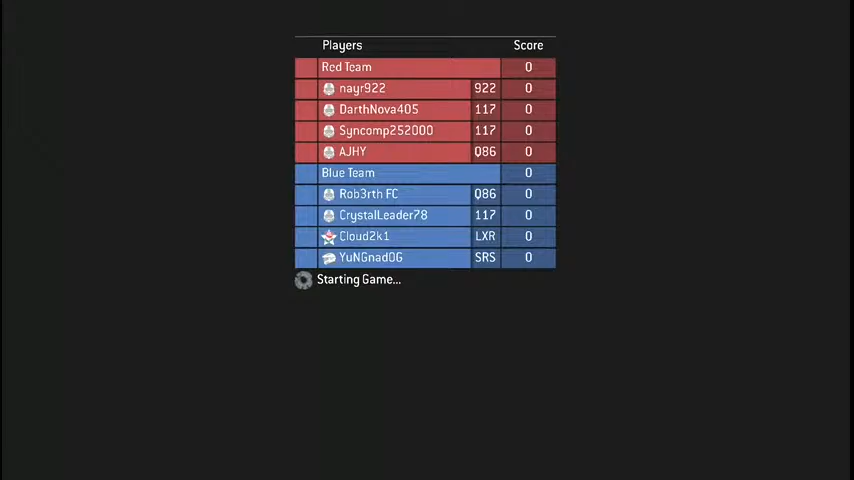 Players Score
Red Team 0
nayr922 922 0
DarthNova405 117 0
Syncomp252000 117 0
AJHY Q86 0
Blue Team 0
Rob3rth FC Q86 0
CrystalLeader78 117 0
Cloud2k1 LXR 0
YuNGnadOG SRS 0
Starting Game...